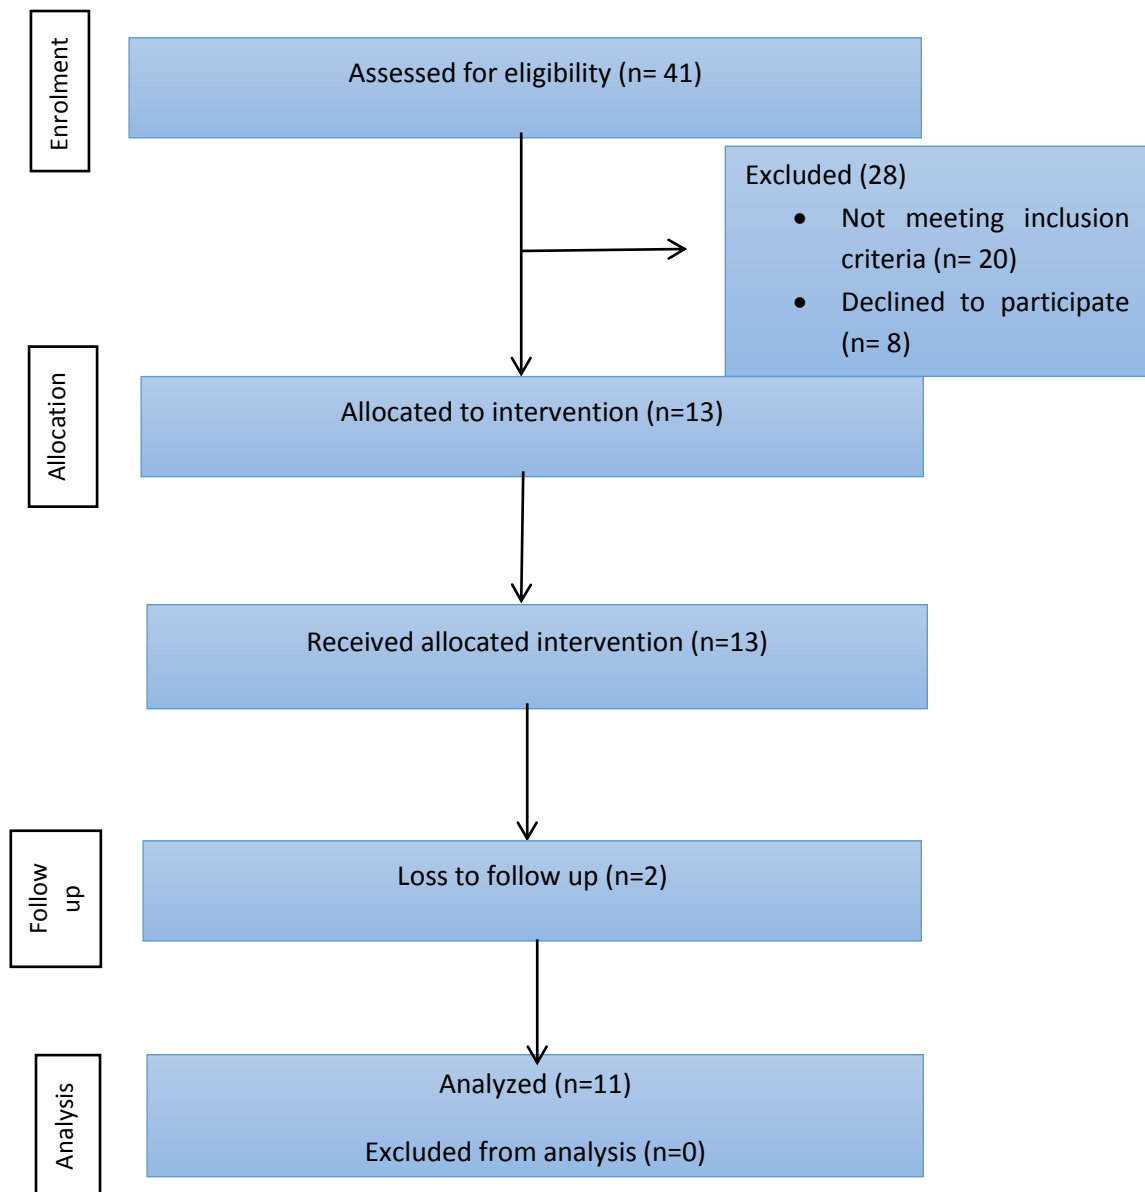 Enrolment
Assessed for eligibility (n= 41)
Excluded (28)
• Not meeting inclusion
criteria (n= 20)
• Declined to participate
(n= 8)
Allocation
Allocated to intervention (n=13)
Received allocated intervention (n=13)
Follow
up
Loss to follow up (n=2)
Analysis
Analyzed (n=11)
Excluded from analysis (n=0)